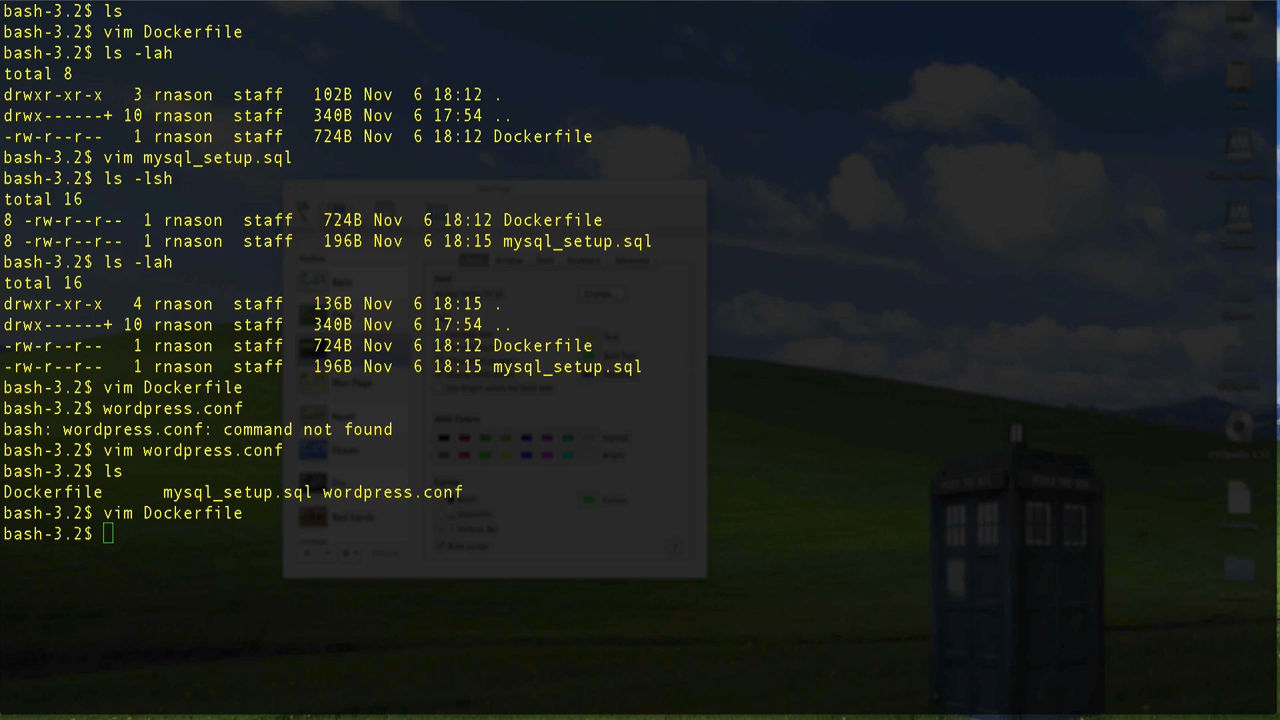 bash-3.2$ ls
bash-3.2$ vim Dockerfile
bash-3.2$ ls -lah
total 8
drwxr-xr-x   3 rnason  staff   102B Nov  6 18:12 .
drwx------+ 10 rnason  staff   340B Nov  6 17:54 ..
-rw-r--r--   1 rnason  staff   724B Nov  6 18:12 Dockerfile
bash-3.2$ vim mysql_setup.sql
bash-3.2$ ls -lsh
total 16
8 -rw-r--r--  1 rnason  staff   724B Nov  6 18:12 Dockerfile
8 -rw-r--r--  1 rnason  staff   196B Nov  6 18:15 mysql_setup.sql
bash-3.2$ ls -lah
total 16
drwxr-xr-x   4 rnason  staff   136B Nov  6 18:15 .
drwx------+ 10 rnason  staff   340B Nov  6 17:54 ..
-rw-r--r--   1 rnason  staff   724B Nov  6 18:12 Dockerfile
-rw-r--r--   1 rnason  staff   196B Nov  6 18:15 mysql_setup.sql
bash-3.2$ vim Dockerfile
bash-3.2$ wordpress.conf
bash: wordpress.conf: command not found
bash-3.2$ vim wordpress.conf
bash-3.2$ ls
Dockerfile      mysql_setup.sql wordpress.conf
bash-3.2$ vim Dockerfile
bash-3.2$